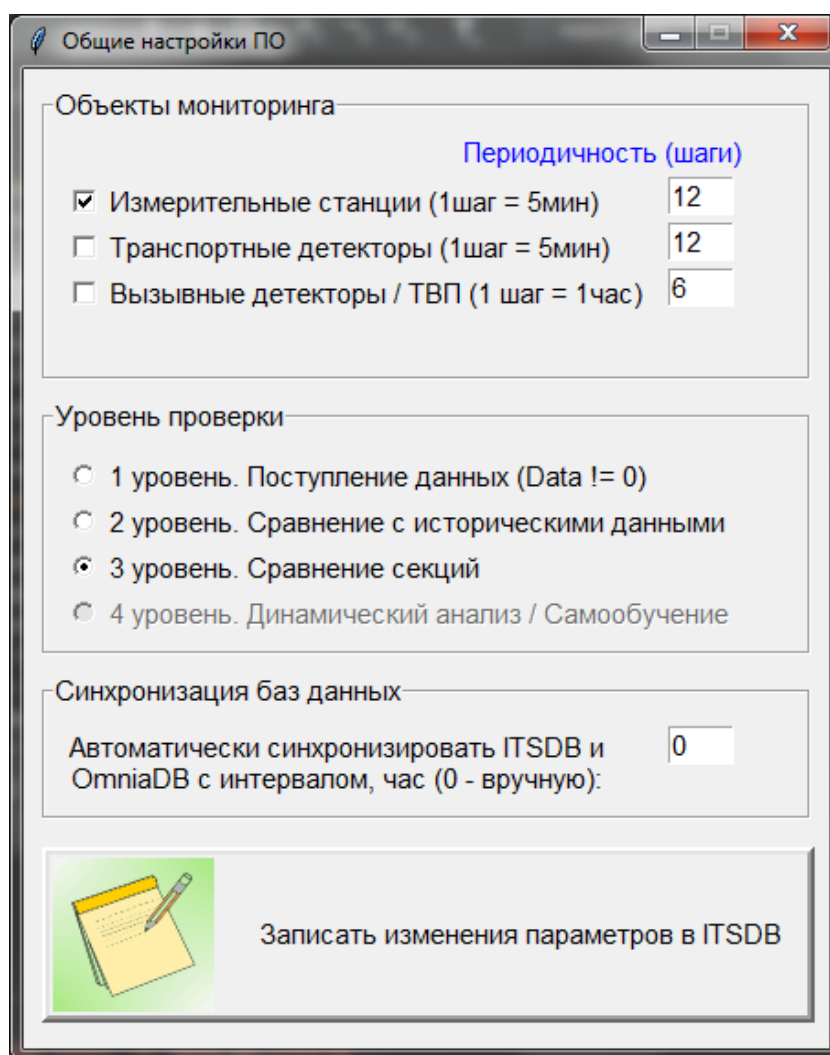 Общие настройки ПО
Объекты мониторинга
Периодичность (шаги)
Измерительные станции (1шаг = 5мин) 12
Транспортные детекторы (1шаг = 5мин) 12
Вызывные детекторы / ТВП (1 шаг = 1час) 6
Уровень проверки
1 уровень. Поступление данных (Data != 0)
2 уровень. Сравнение с историческими данными
3 уровень. Сравнение секций
4 уровень. Динамический анализ / Самообучение
Синхронизация баз данных
Автоматически синхронизировать ITSDB и 0
OmniaDB с интервалом, час (0 - вручную):
Записать изменения параметров в ITSDB